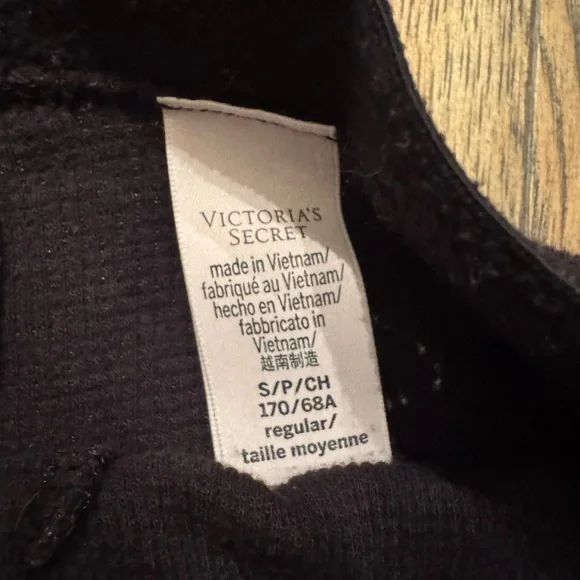 VICTORIA'S
SECRET
made in Vietnam/
fabriqué au Vietnam/
hecho en Vietnam/
fabbricato in
Vietnam/
越南制造
S/P/CH
170/68A
regular/
taille moyenne